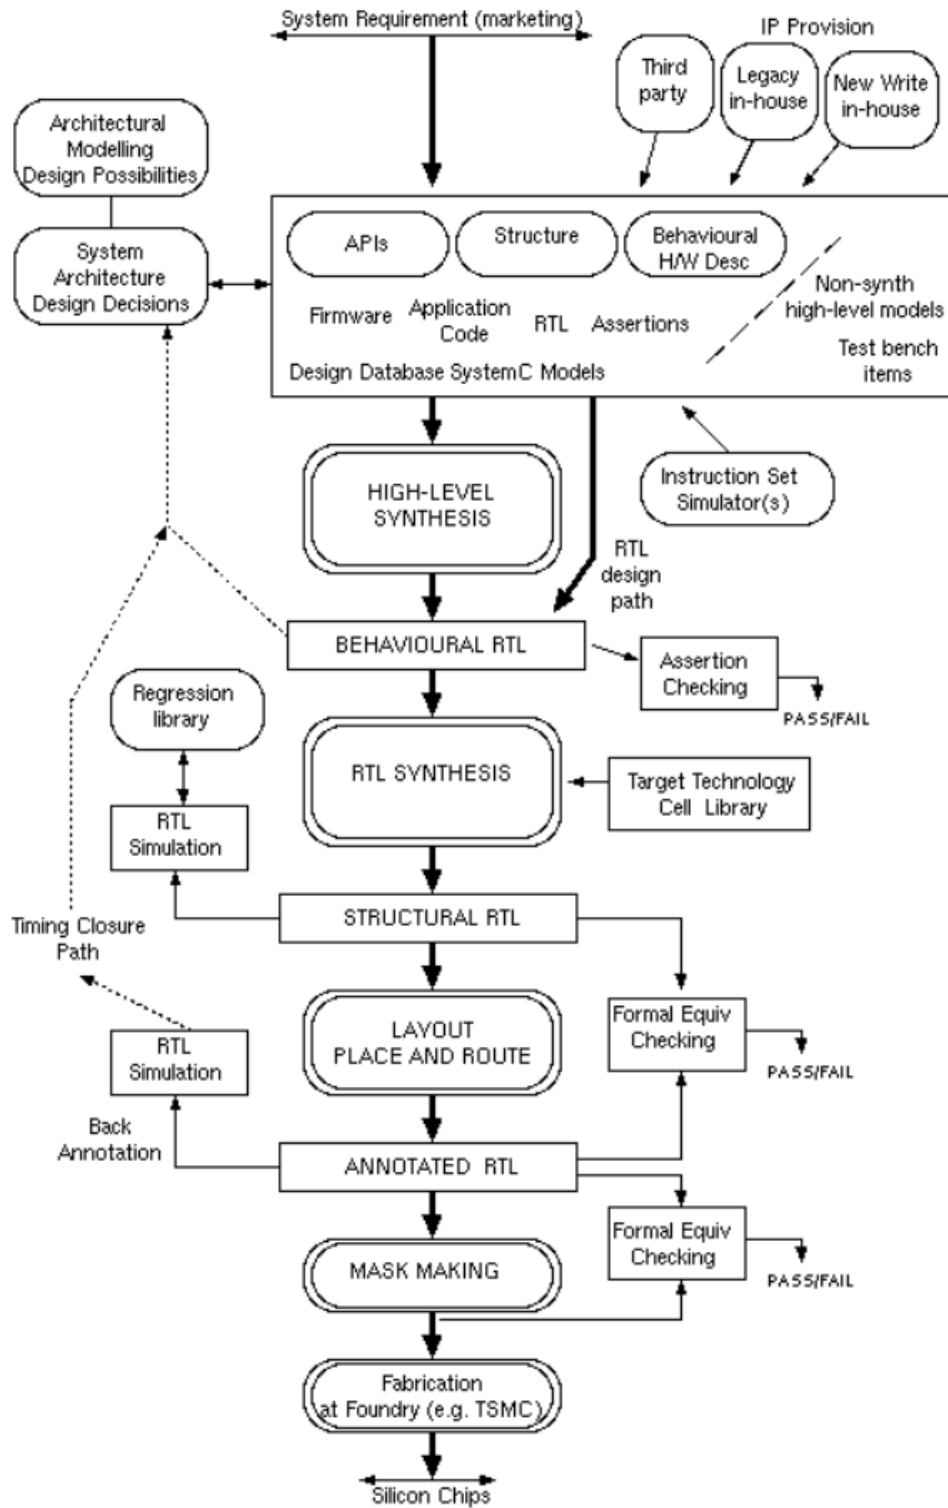 System Requirement (marketing)
IP Provision
Third
party
Legacy
in-house
New Write
in-house
Architectural
Modelling
Design Possibilities
System
Architecture
Design Decisions
APIs
Structure
Behavioural
H/W Desc
Non-synth
high-level models
Firmware
Application
Code
RTL
Assertions
Test bench
items
Design Database SystemC Models
HIGH-LEVEL
SYNTHESIS
Instruction Set
Simulator(s)
RTL
design
path
BEHAVIOURAL RTL
Assertion
Checking
PASS/FAIL
Regression
library
RTL SYNTHESIS
Target Technology
Cell Library
RTL
Simulation
STRUCTURAL RTL
Timing Closure
Path
LAYOUT
PLACE AND ROUTE
Formal Equiv
Checking
PASS/FAIL
RTL
Simulation
Back
Annotation
ANNOTATED RTL
Formal Equiv
Checking
PASS/FAIL
MASK MAKING
Fabrication
at Foundry (e.g. TSMC)
Silicon Chips